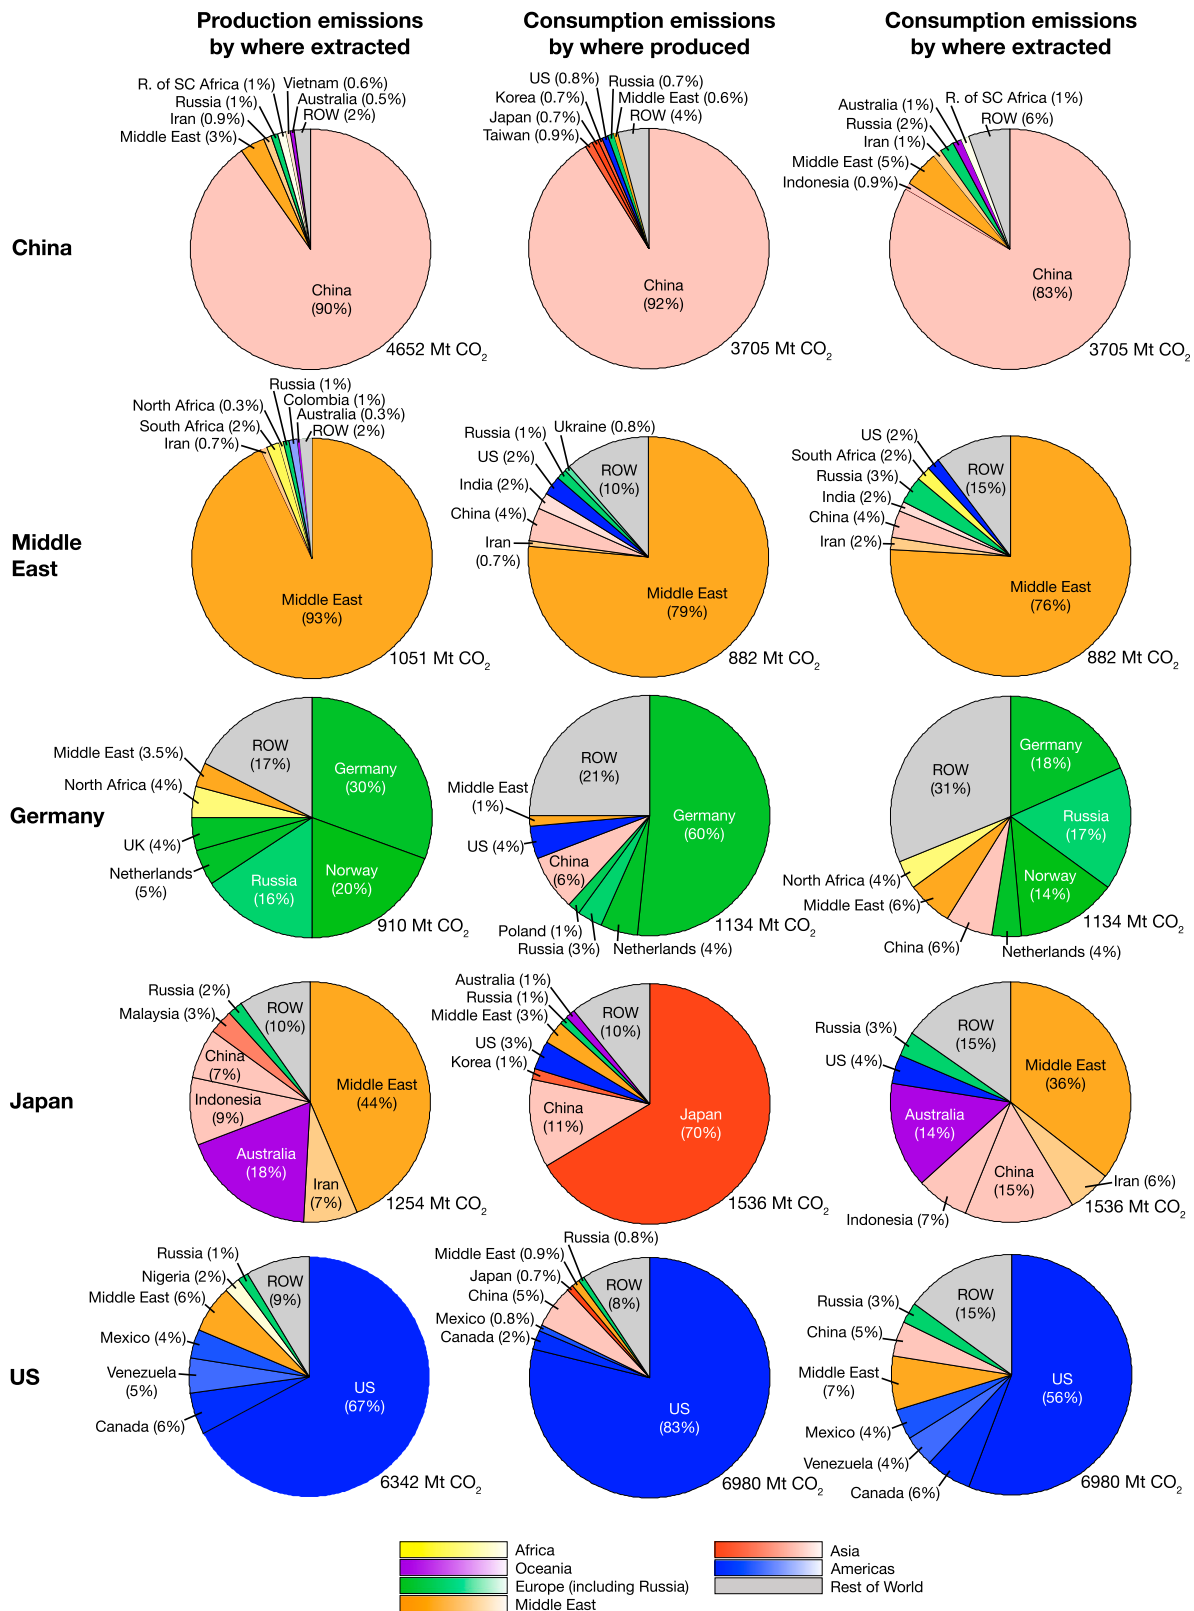 Production emissions
by where extracted
Consumption emissions
by where produced
Consumption emissions
by where extracted
China
R. of SC Africa (1%)
Vietnam (0.6%)
Russia (1%)
Australia (0.5%)
Iran (0.9%)
ROW (2%)
Middle East (3%)
China
(90%)
4652 Mt CO2
US (0.8%)
Russia (0.7%)
Korea (0.7%)
Middle East (0.6%)
Japan (0.7%)
ROW (4%)
Taiwan (0.9%)
China
(92%)
3705 Mt CO2
R. of SC Africa (1%)
Australia (1%)
ROW (6%)
Russia (2%)
Iran (1%)
Middle East (5%)
Indonesia (0.9%)
China
(83%)
3705 Mt CO2
Middle
East
Russia (1%)
Colombia (1%)
North Africa (0.3%)
Australia (0.3%)
South Africa (2%)
ROW (2%)
Iran (0.7%)
Middle East
(93%)
1051 Mt CO2
Ukraine (0.8%)
Russia (1%)
US (2%)
ROW
(10%)
India (2%)
China (4%)
Iran
(0.7%)
Middle East
(79%)
882 Mt CO2
US (2%)
South Africa (2%)
Russia (3%)
ROW
(15%)
India (2%)
China (4%)
Iran (2%)
Middle East
(76%)
882 Mt CO2
Germany
Middle East (3.5%)
ROW
(17%)
North Africa (4%)
Germany
(30%)
UK (4%)
Netherlands
(5%)
Russia
(16%)
Norway
(20%)
910 Mt CO2
ROW
(21%)
Middle East
(1%)
US (4%)
Germany
(60%)
China
(6%)
Poland (1%)
Russia (3%)
Netherlands (4%)
1134 Mt CO2
Germany
(18%)
ROW
(31%)
Russia
(17%)
North Africa (4%)
Norway
(14%)
Middle East (6%)
China (6%)
Netherlands (4%)
1134 Mt CO2
Japan
Russia (2%)
Malaysia (3%)
ROW
(10%)
China
(7%)
Middle East
(44%)
Indonesia
(9%)
Australia
(18%)
Iran
(7%)
1254 Mt CO2
Australia (1%)
Russia (1%)
Middle East (3%)
ROW
(10%)
US (3%)
Korea (1%)
China
(11%)
Japan
(70%)
1536 Mt CO2
Russia (3%)
ROW
(15%)
US (4%)
Middle East
(36%)
Australia
(14%)
China
(15%)
Iran (6%)
Indonesia (7%)
1536 Mt CO2
US
Russia (1%)
Nigeria (2%)
ROW
(9%)
Middle East (6%)
Mexico (4%)
Venezuela
(5%)
US
(67%)
Canada (6%)
6342 Mt CO2
Russia (0.8%)
Middle East (0.9%)
Japan (0.7%)
ROW
(8%)
China (5%)
Mexico (0.8%)
Canada (2%)
US
(83%)
6980 Mt CO2
Russia (3%)
ROW
(15%)
China (5%)
Middle East
(7%)
US
(56%)
Mexico (4%)
Venezuela (4%)
Canada (6%)
6980 Mt CO2
Africa
Oceania
Europe (including Russia)
Middle East
Asia
Americas
Rest of World